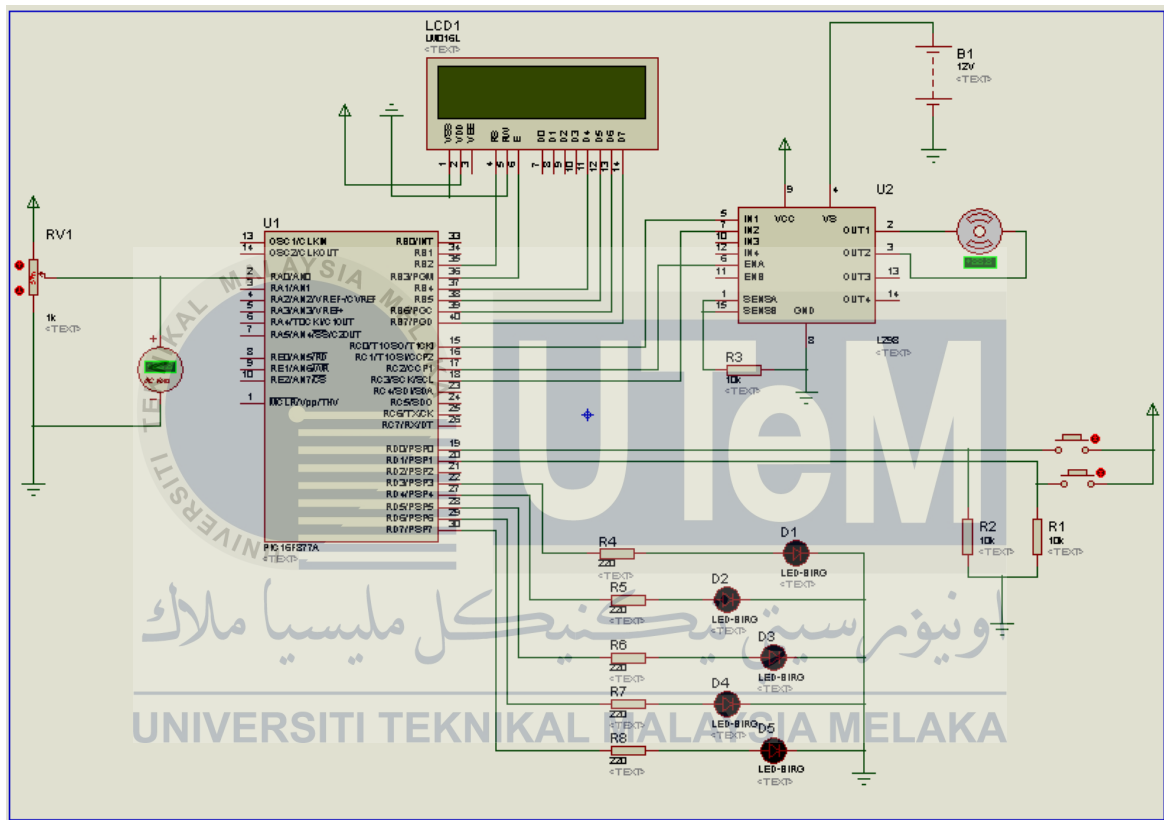 LCD1
LM016L
<TEXT>
VSS VDD VEE RS RW E D0 D1 D2 D3 D4 D5 D6 D7
1 2 3 4 5 6 7 8 9 10 11 12 13 14
B1
12V
<TEXT>
RV1
1k
<TEXT>
U1
13 OSC1/CLKIN
14 OSC2/CLKOUT
2 RA0/AN0
3 RA1/AN1
4 RA2/AN2/VREF-/CVREF
5 RA3/AN3/VREF+
6 RA4/T0CKI/C1OUT
7 RA5/AN4/SS/C2OUT
8 RE0/AN5/RD
9 RE1/AN6/WR
10 RE2/AN7/CS
1 MCLR/Vpp/THV
RB0/INT 33
RB1 34
RB2 35
RB3/PGM 36
RB4 37
RB5 38
RB6/PGC 39
RB7/PGD 40
RC0/T1OSO/T1CKI 15
RC1/T1OSI/CCP2 16
RC2/CCP1 17
RC3/SCK/SCL 18
RC4/SDI/SDA 23
RC5/SDO 24
RC6/TX/CK 25
RC7/RX/DT 26
RD0/PSP0 19
RD1/PSP1 20
RD2/PSP2 21
RD3/PSP3 22
RD4/PSP4 27
RD5/PSP5 28
RD6/PSP6 29
RD7/PSP7 30
PIC16F877A
<TEXT>
U2
9 4
VCC VS
5 IN1
7 IN2
10 IN3
12 IN4
6 ENA
11 ENB
1 SENSA
15 SENSB
GND
8
OUT1 2
OUT2 3
OUT3 13
OUT4 14
L298
<TEXT>
R3
10k
<TEXT>
R2
10k
<TEXT>
R1
10k
<TEXT>
R4
220
<TEXT>
D1
LED-BIRG
<TEXT>
R5
220
<TEXT>
D2
LED-BIRG
<TEXT>
R6
220
<TEXT>
D3
LED-BIRG
<TEXT>
R7
220
<TEXT>
D4
LED-BIRG
<TEXT>
R8
220
<TEXT>
D5
LED-BIRG
<TEXT>
UNIVERSITI TEKNIKAL MALAYSIA MELAKA
UTeM
اونيۏرسيتي تيكنيكل مليسيا ملاك
UNIVERSITI TEKNIKAL MALAYSIA MELAKA